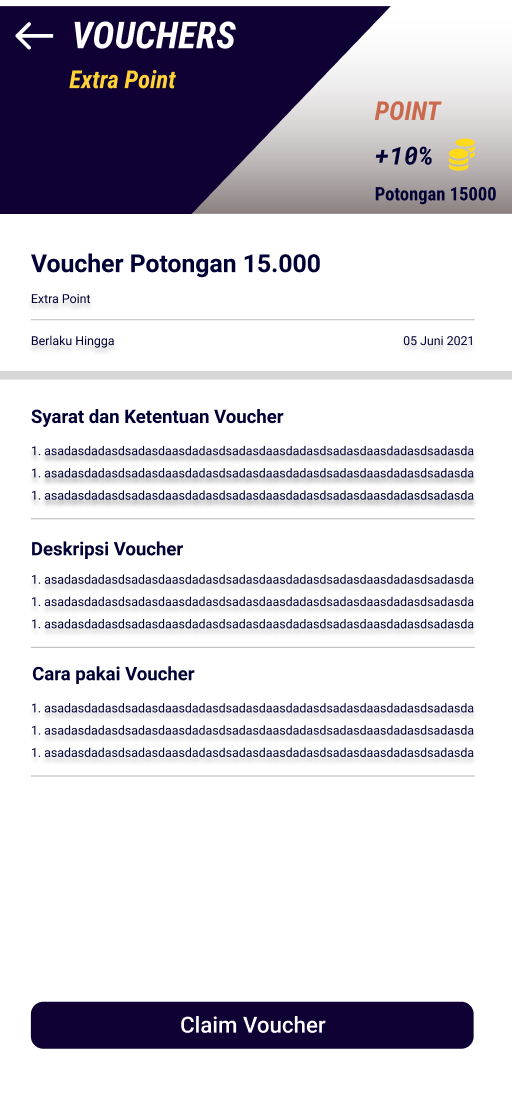 VOUCHERS
Extra Point
POINT
+10%
Potongan 15000
Voucher Potongan 15.000
Extra Point
Berlaku Hingga 05 Juni 2021
Syarat dan Ketentuan Voucher
1. asadasdadasdsadasdaasdadasdsadasdaasdadasdsadasdaasdadasdsadasda
1. asadasdadasdsadasdaasdadasdsadasdaasdadasdsadasdaasdadasdsadasda
1. asadasdadasdsadasdaasdadasdsadasdaasdadasdsadasdaasdadasdsadasda
Deskripsi Voucher
1. asadasdadasdsadasdaasdadasdsadasdaasdadasdsadasdaasdadasdsadasda
1. asadasdadasdsadasdaasdadasdsadasdaasdadasdsadasdaasdadasdsadasda
1. asadasdadasdsadasdaasdadasdsadasdaasdadasdsadasdaasdadasdsadasda
Cara pakai Voucher
1. asadasdadasdsadasdaasdadasdsadasdaasdadasdsadasdaasdadasdsadasda
1. asadasdadasdsadasdaasdadasdsadasdaasdadasdsadasdaasdadasdsadasda
1. asadasdadasdsadasdaasdadasdsadasdaasdadasdsadasdaasdadasdsadasda
Claim Voucher